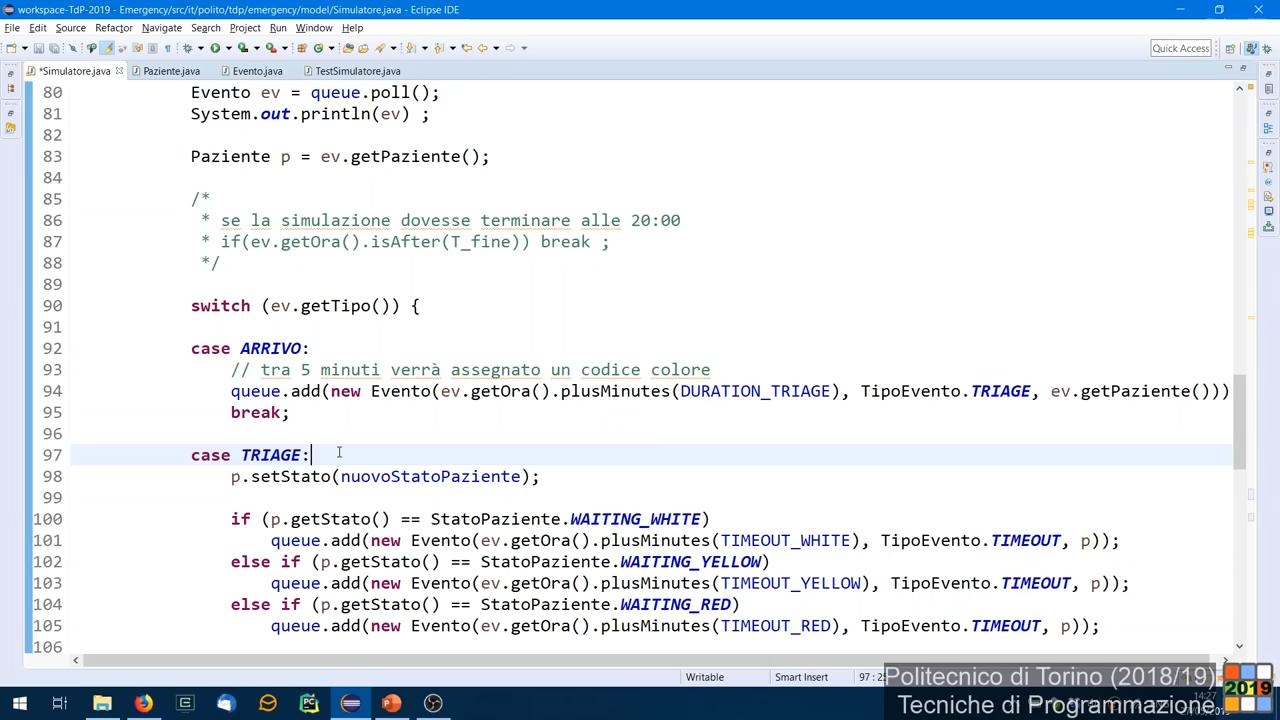 workspace-TdP-2019 - Emergency/src/it/polito/tdp/emergency/model/Simulatore.java - Eclipse IDE
File Edit Source Refactor Navigate Search Project Run Window Help
Quick Access
*Simulatore.java Paziente.java Evento.java TestSimulatore.java
80 Evento ev = queue.poll();
81 System.out.println(ev) ;
82
83 Paziente p = ev.getPaziente();
84
85 /*
86 * se la simulazione dovesse terminare alle 20:00
87 * if(ev.getOra().isAfter(T_fine)) break ;
88 */
89
90 switch (ev.getTipo()) {
91
92 case ARRIVO:
93 // tra 5 minuti verrà assegnato un codice colore
94 queue.add(new Evento(ev.getOra().plusMinutes(DURATION_TRIAGE), TipoEvento.TRIAGE, ev.getPaziente()))
95 break;
96
97 case TRIAGE:
98 p.setStato(nuovoStatoPaziente);
99
100 if (p.getStato() == StatoPaziente.WAITING_WHITE)
101 queue.add(new Evento(ev.getOra().plusMinutes(TIMEOUT_WHITE), TipoEvento.TIMEOUT, p));
102 else if (p.getStato() == StatoPaziente.WAITING_YELLOW)
103 queue.add(new Evento(ev.getOra().plusMinutes(TIMEOUT_YELLOW), TipoEvento.TIMEOUT, p));
104 else if (p.getStato() == StatoPaziente.WAITING_RED)
105 queue.add(new Evento(ev.getOra().plusMinutes(TIMEOUT_RED), TipoEvento.TIMEOUT, p));
106
Writable Smart Insert
Politecnico di Torino (2018/19)
Tecniche di Programmazione
2019
14:27